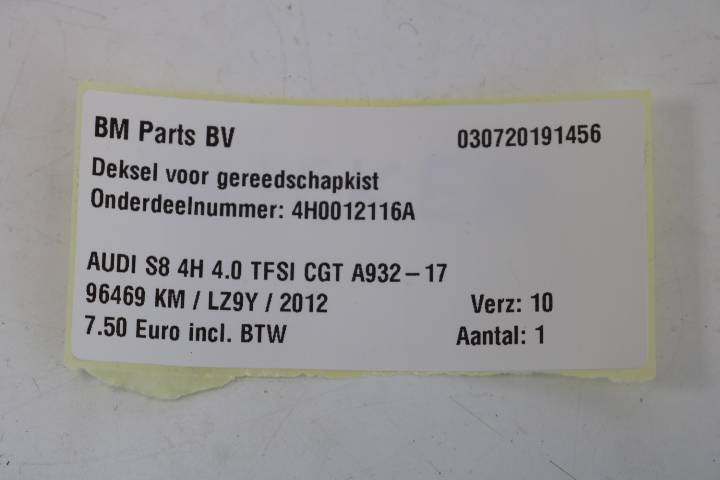 BM Parts BV 030720191456
Deksel voor gereedschapkist
Onderdeelnummer: 4H0012116A
AUDI S8 4H 4.0 TFSI CGT A932-17
96469 KM / LZ9Y / 2012 Verz: 10
7.50 Euro incl. BTW Aantal: 1